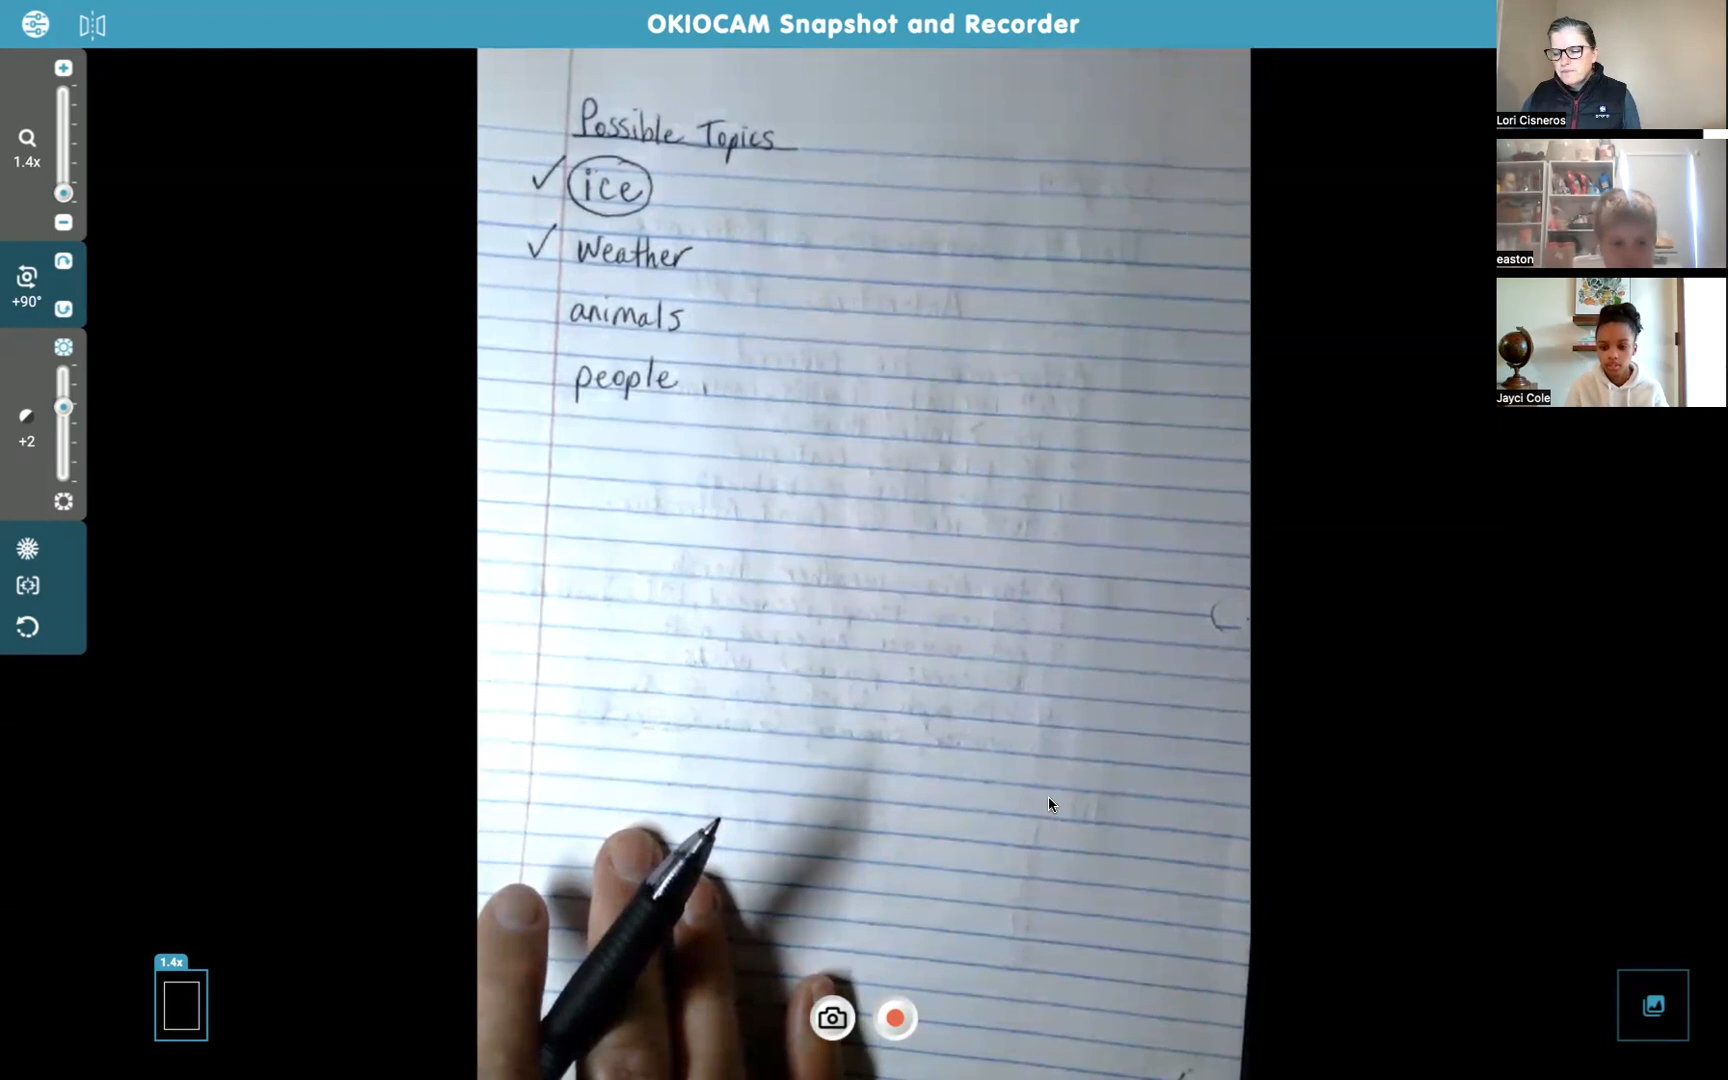 OKIOCAM Snapshot and Recorder
1.4x
+90°
+2
Possible Topics
✓ ice
✓ Weather
animals
people
Lori Cisneros
easton
Jayci Cole
1.4x